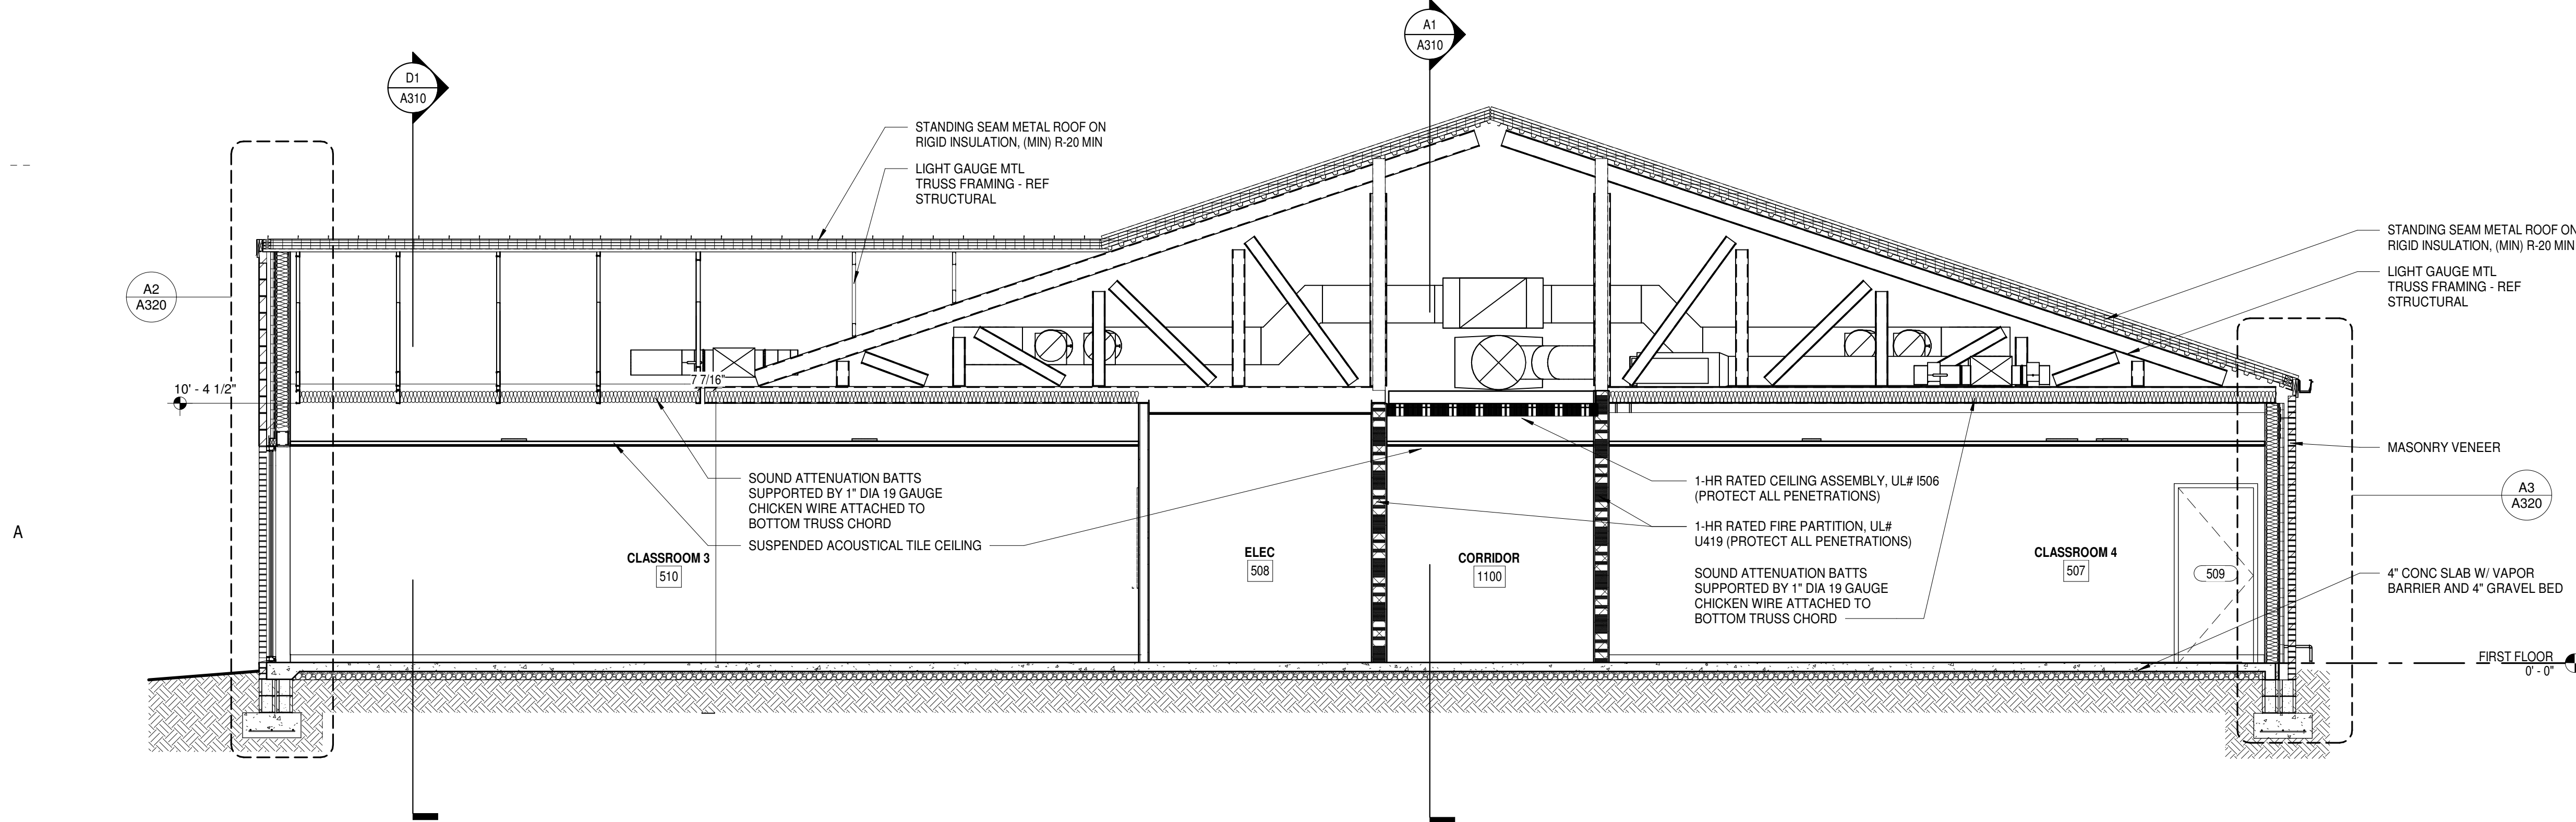 A1
A310
D1
A310
STANDING SEAM METAL ROOF ON
RIGID INSULATION, (MIN) R-20 MIN
LIGHT GAUGE MTL
TRUSS FRAMING - REF
STRUCTURAL
STANDING SEAM METAL ROOF ON
RIGID INSULATION, (MIN) R-20 MIN
LIGHT GAUGE MTL
TRUSS FRAMING - REF
STRUCTURAL
A2
A320
10' - 4 1/2"
7 7/16"
MASONRY VENEER
SOUND ATTENUATION BATTS
SUPPORTED BY 1" DIA 19 GAUGE
CHICKEN WIRE ATTACHED TO
BOTTOM TRUSS CHORD
SUSPENDED ACOUSTICAL TILE CEILING
1-HR RATED CEILING ASSEMBLY, UL# I506
(PROTECT ALL PENETRATIONS)
1-HR RATED FIRE PARTITION, UL#
U419 (PROTECT ALL PENETRATIONS)
SOUND ATTENUATION BATTS
SUPPORTED BY 1" DIA 19 GAUGE
CHICKEN WIRE ATTACHED TO
BOTTOM TRUSS CHORD
A3
A320
A
CLASSROOM 3
510
ELEC
508
CORRIDOR
1100
CLASSROOM 4
507
509
4" CONC SLAB W/ VAPOR
BARRIER AND 4" GRAVEL BED
FIRST FLOOR
0' - 0"